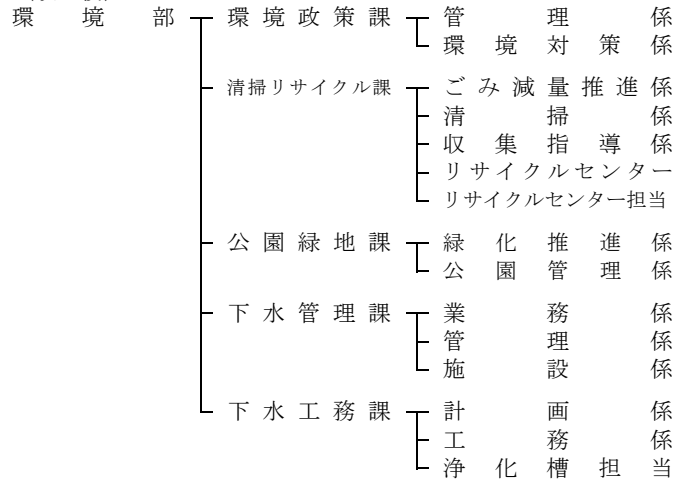 環境部 環境政策課 管理係
環境対策係
清掃リサイクル課 ごみ減量推進係
清掃係
収集指導係
リサイクルセンター
リサイクルセンター担当
公園緑地課 緑化推進係
公園管理係
下水管理課 業務係
管理係
施設係
下水工務課 計画係
工務係
浄化槽担当